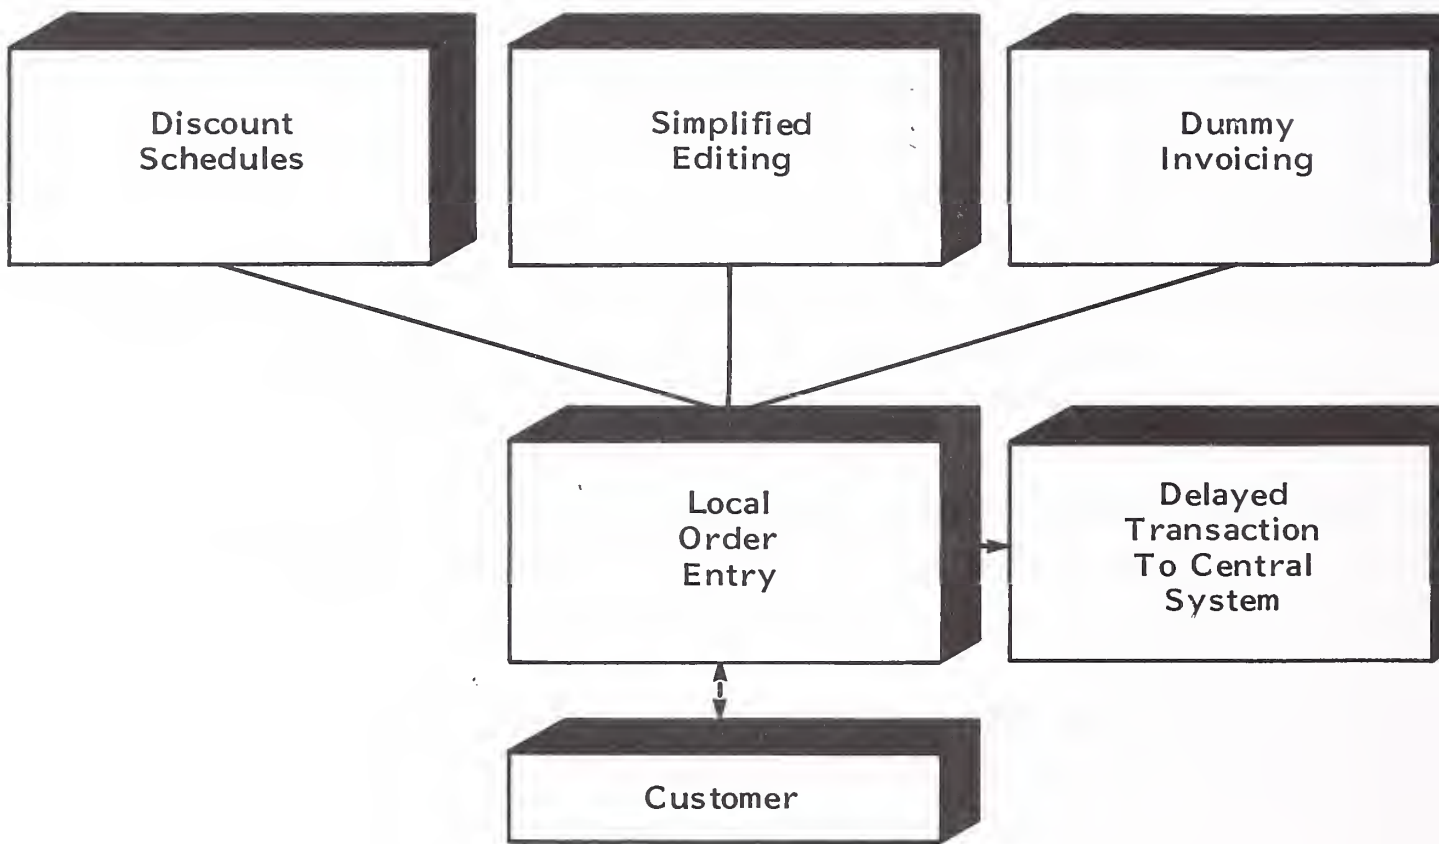 Discount
Schedules
Simplified
Editing
Dummy
Invoicing
Local
Order
Entry
Delayed
Transaction
To Central
System
Customer